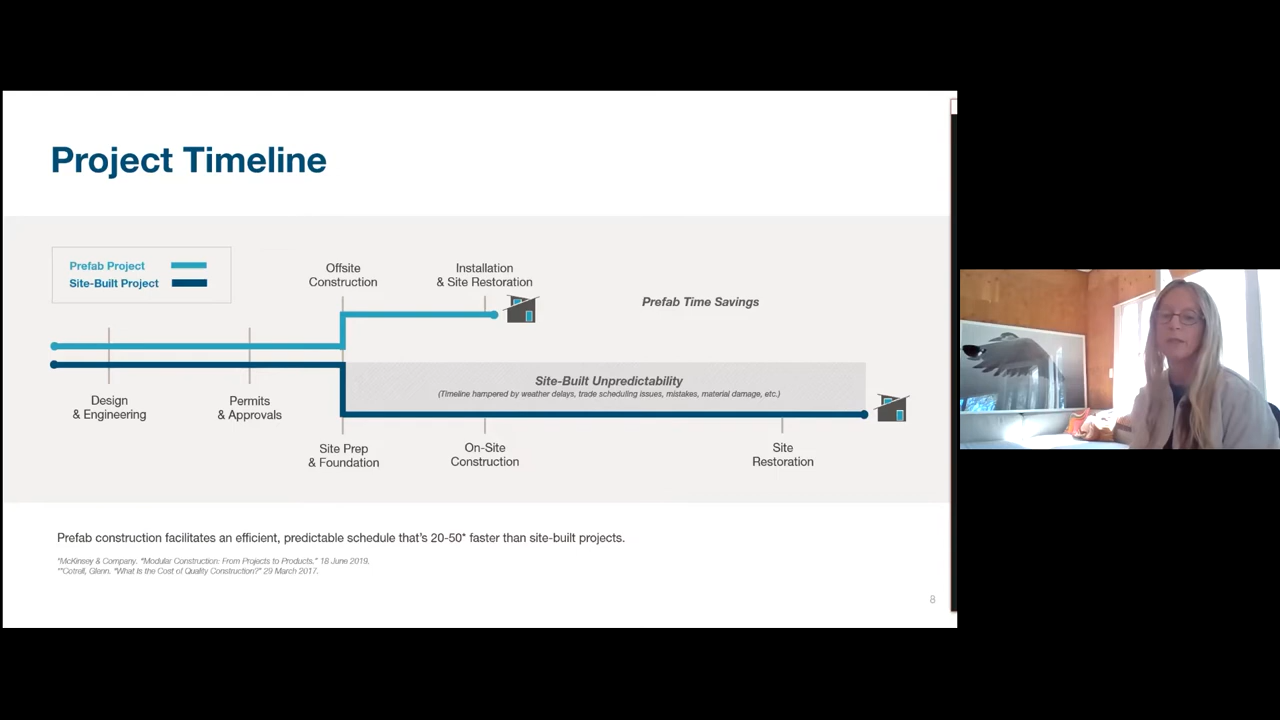 Project Timeline
Prefab Project
Site-Built Project
Offsite
Construction
Installation
& Site Restoration
Prefab Time Savings
Design
& Engineering
Permits
& Approvals
Site-Built Unpredictability
(Timeline hampered by weather delays, trade scheduling issues, mistakes, material damage, etc.)
Site Prep
& Foundation
On-Site
Construction
Site
Restoration
Prefab construction facilitates an efficient, predictable schedule that's 20-50* faster than site-built projects.
*McKinsey & Company. "Modular Construction: From Projects to Products." 18 June 2019.
**Cotrell, Glenn. "What Is the Cost of Quality Construction?" 29 March 2017.
8